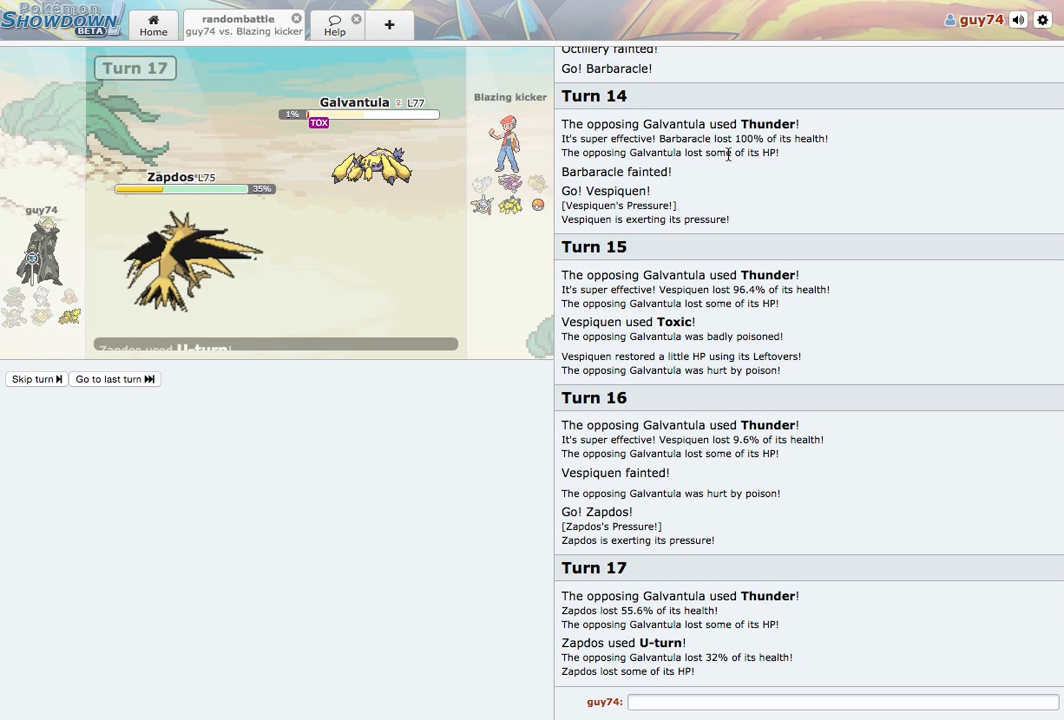 Pokémon
SHOWDOWN!
BETA
Home
randombattle
guy74 vs. Blazing kicker
Help
guy74
Turn 17
Galvantula ♀ L77
1%
TOX
Zapdos L75
35%
guy74
Blazing kicker
Zapdos used U-turn!
Skip turn
Go to last turn
Octillery fainted!
Go! Barbaracle!
Turn 14
The opposing Galvantula used Thunder!
It's super effective! Barbaracle lost 100% of its health!
The opposing Galvantula lost some of its HP!
Barbaracle fainted!
Go! Vespiquen!
[Vespiquen's Pressure!]
Vespiquen is exerting its pressure!
Turn 15
The opposing Galvantula used Thunder!
It's super effective! Vespiquen lost 96.4% of its health!
The opposing Galvantula lost some of its HP!
Vespiquen used Toxic!
The opposing Galvantula was badly poisoned!
Vespiquen restored a little HP using its Leftovers!
The opposing Galvantula was hurt by poison!
Turn 16
The opposing Galvantula used Thunder!
It's super effective! Vespiquen lost 9.6% of its health!
The opposing Galvantula lost some of its HP!
Vespiquen fainted!
The opposing Galvantula was hurt by poison!
Go! Zapdos!
[Zapdos's Pressure!]
Zapdos is exerting its pressure!
Turn 17
The opposing Galvantula used Thunder!
Zapdos lost 55.6% of its health!
The opposing Galvantula lost some of its HP!
Zapdos used U-turn!
The opposing Galvantula lost 32% of its health!
Zapdos lost some of its HP!
guy74: